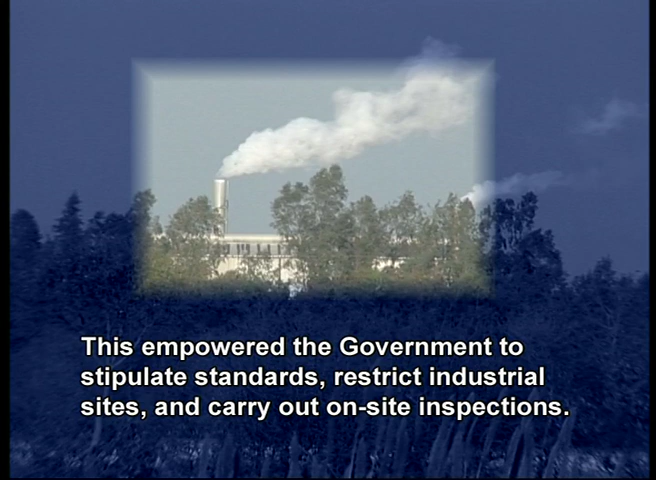 This empowered the Government to
stipulate standards, restrict industrial
sites, and carry out on-site inspections.